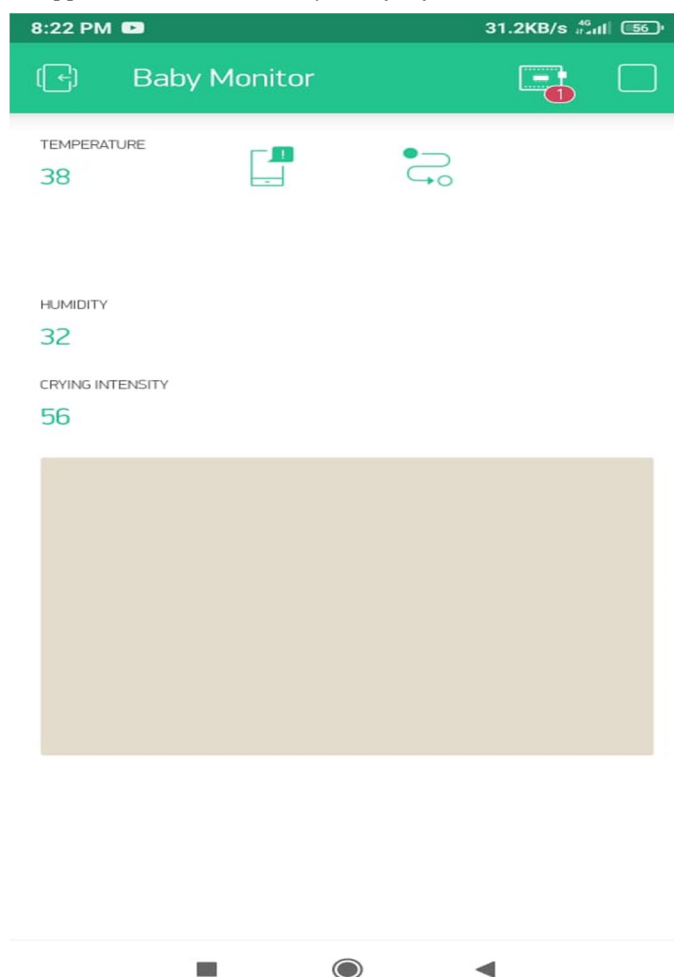 8:22 PM 31.2KB/s 4G 56
Baby Monitor 1
TEMPERATURE
38
HUMIDITY
32
CRYING INTENSITY
56